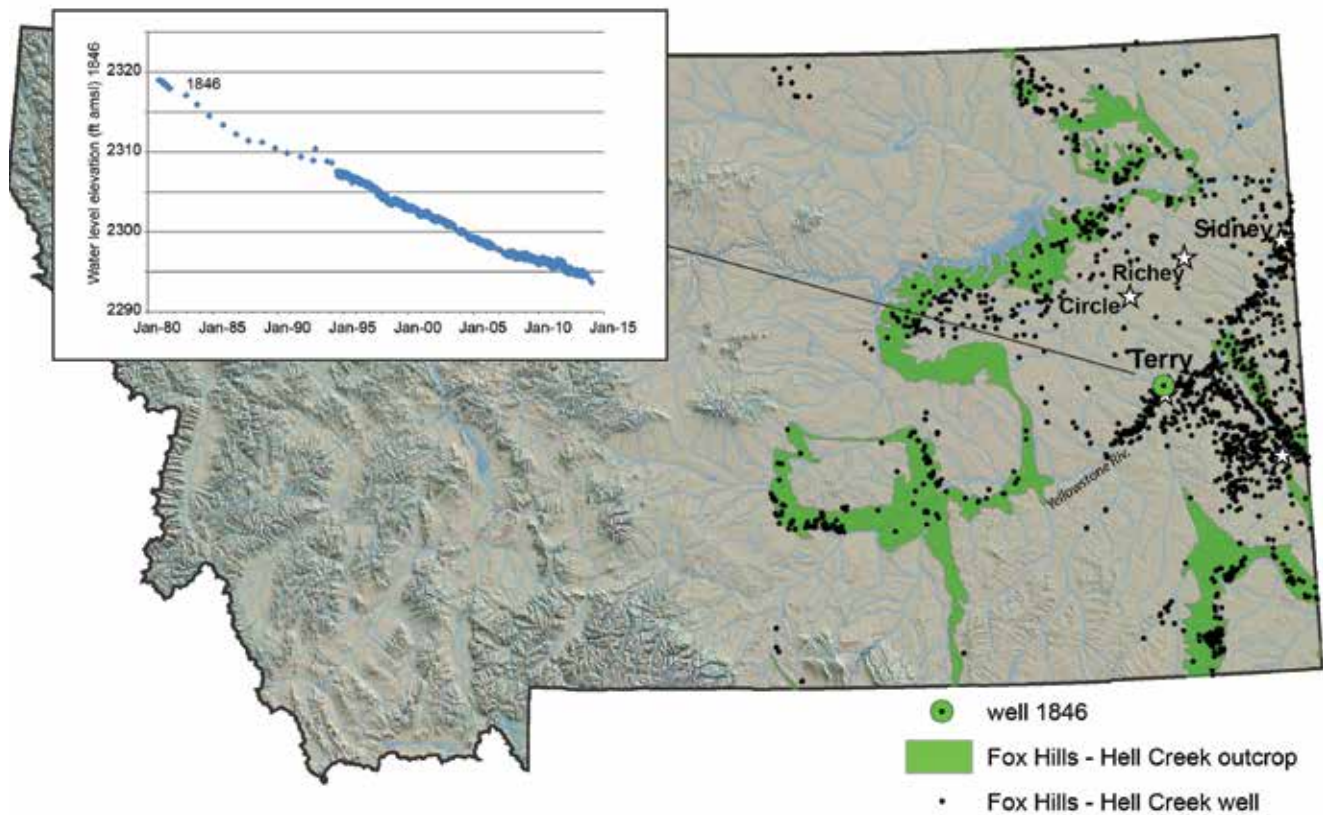 Water level elevation (ft amsl) 1846
2320
2310
2300
2290
1846
Jan-80 Jan-85 Jan-90 Jan-95 Jan-00 Jan-05 Jan-10 Jan-15
Sidney
Richey
Circle
Terry
Yellowstone Riv.
well 1846
Fox Hills - Hell Creek outcrop
Fox Hills - Hell Creek well